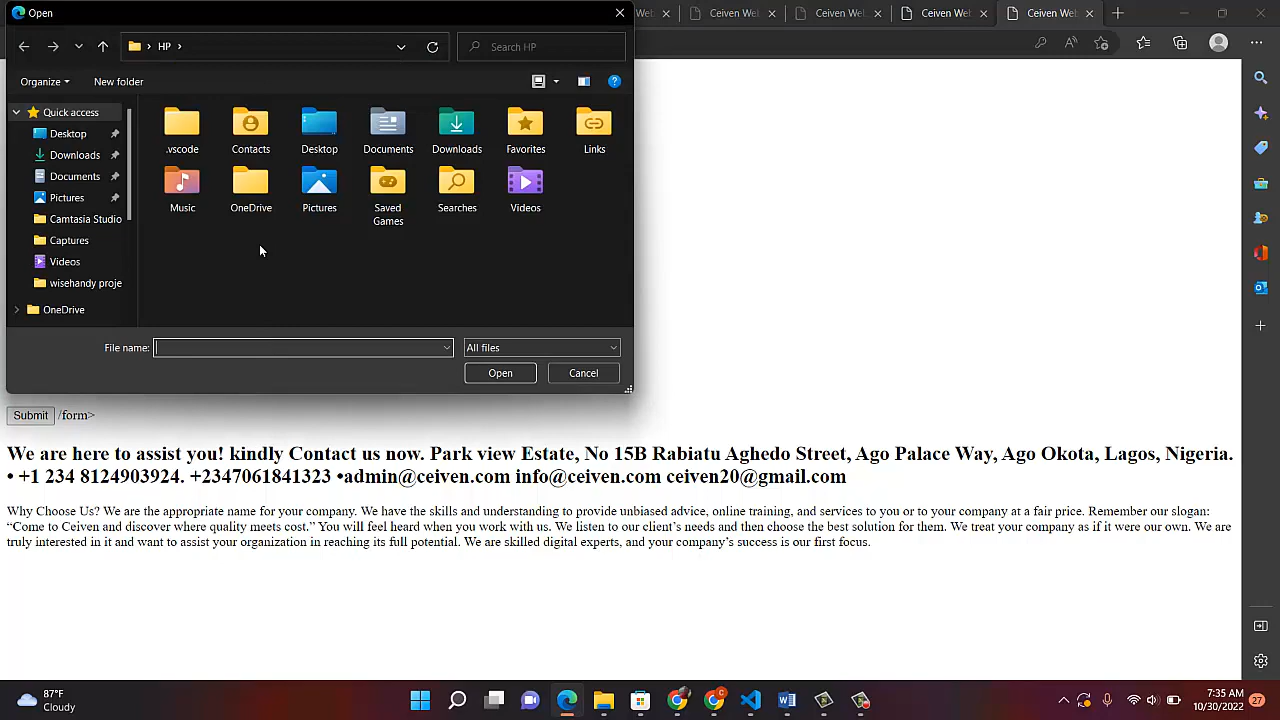 Open
Web
Ceiven Web
Ceiven Web
Ceiven Web
Ceiven Web
HP
Search HP
Organize
New folder
Quick access
Desktop
Downloads
Documents
Pictures
Camtasia Studio
Captures
Videos
wisehandy proje
OneDrive
.vscode
Contacts
Desktop
Documents
Downloads
Favorites
Links
Music
OneDrive
Pictures
Saved
Games
Searches
Videos
File name:
All files
Open
Cancel
Submit /form>
We are here to assist you! kindly Contact us now. Park view Estate, No 15B Rabiatu Aghedo Street, Ago Palace Way, Ago Okota, Lagos, Nigeria.
• +1 234 8124903924. +2347061841323 •admin@ceiven.com info@ceiven.com ceiven20@gmail.com
Why Choose Us? We are the appropriate name for your company. We have the skills and understanding to provide unbiased advice, online training, and services to you or to your company at a fair price. Remember our slogan:
“Come to Ceiven and discover where quality meets cost.” You will feel heard when you work with us. We listen to our client’s needs and then choose the best solution for them. We treat your company as if it were our own. We are
truly interested in it and want to assist your organization in reaching its full potential. We are skilled digital experts, and your company’s success is our first focus.
87°F
Cloudy
7:35 AM
10/30/2022
27